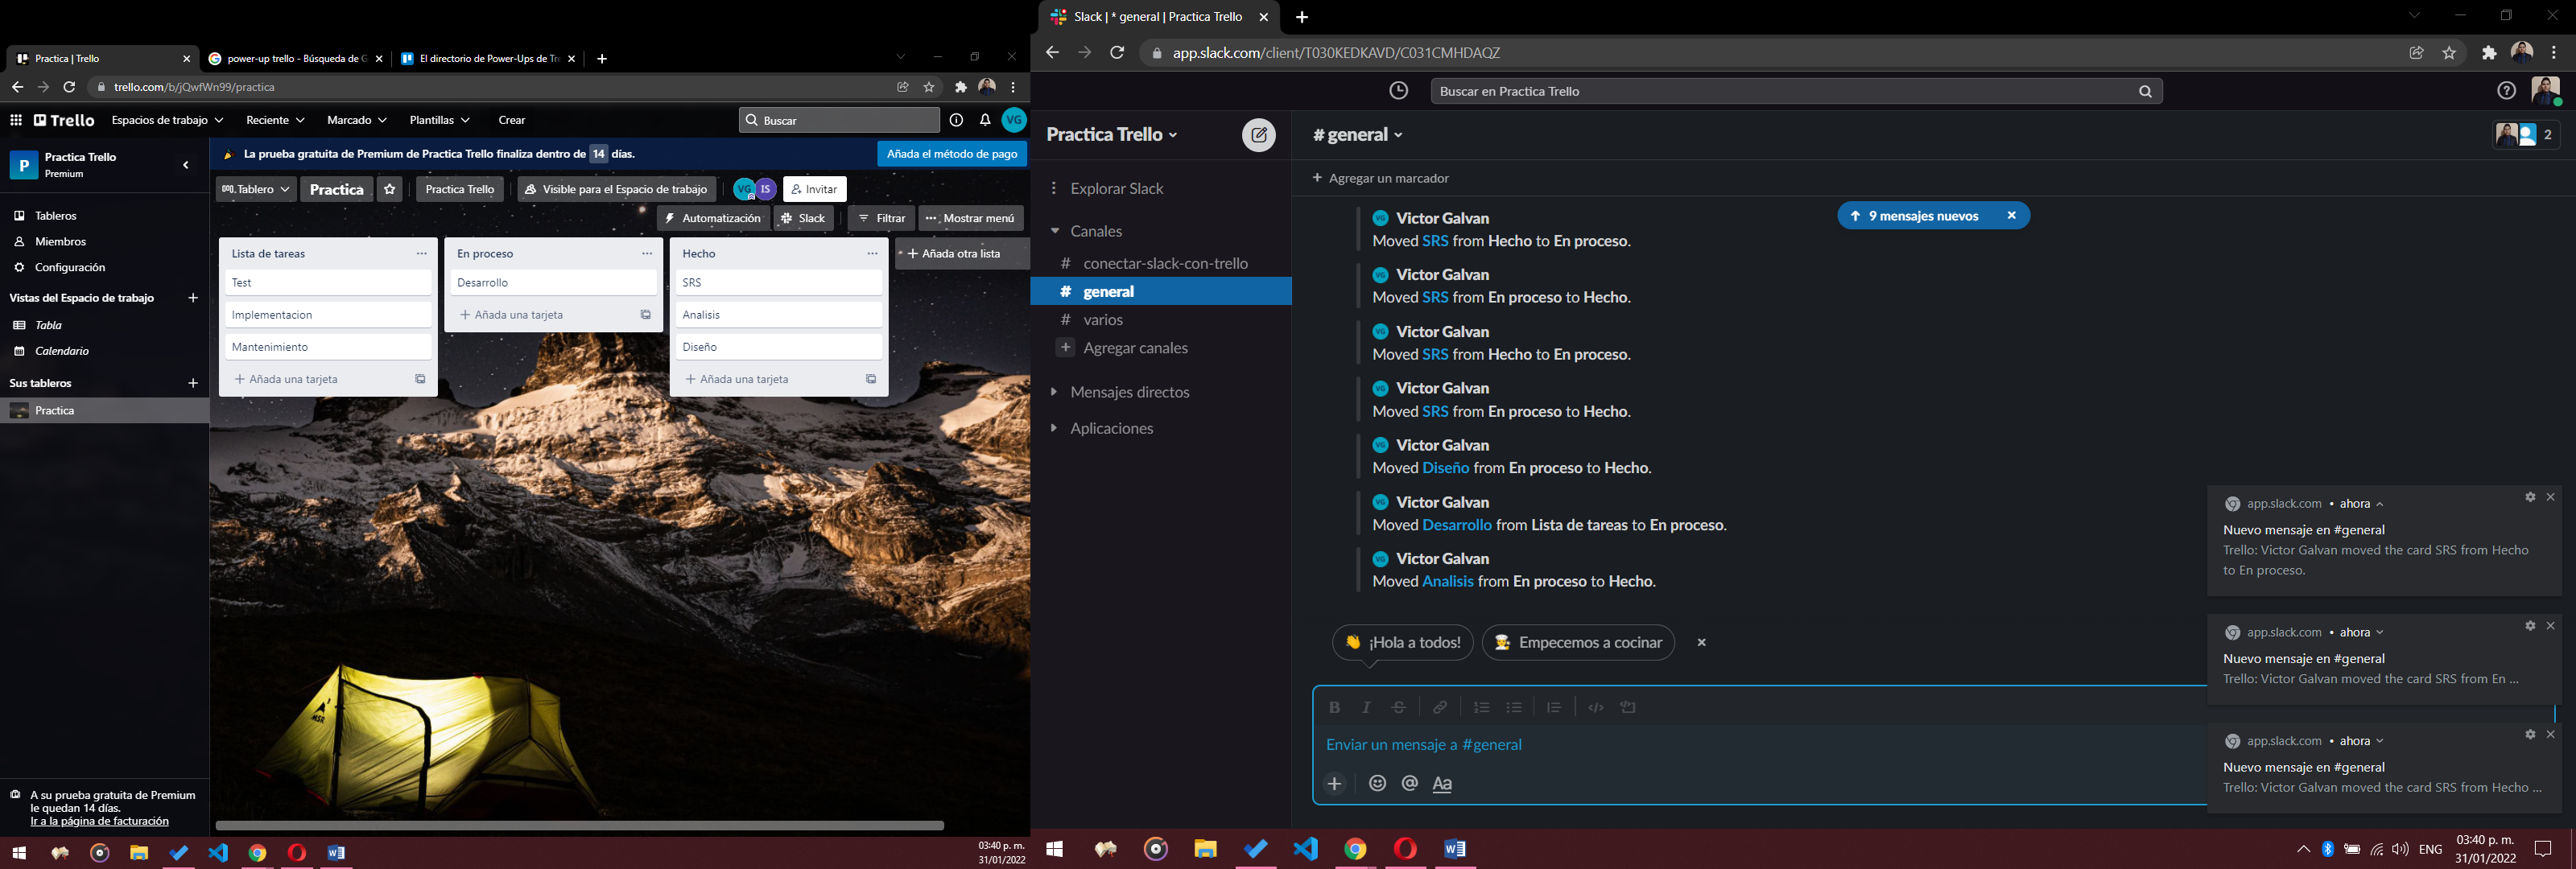 Practica | Trello
power-up trello - Búsqueda de G
El directorio de Power-Ups de Tre
trello.com/b/jQwfWn99/practica
Trello
Espacios de trabajo
Reciente
Marcado
Plantillas
Crear
Buscar
VG
P
Practica Trello
Premium
La prueba gratuita de Premium de Practica Trello finaliza dentro de 14 días.
Añada el método de pago
Tablero
Practica
Practica Trello
Visible para el Espacio de trabajo
VG
IS
Invitar
Automatización
Slack
Filtrar
Mostrar menú
Tableros
Miembros
Configuración
Vistas del Espacio de trabajo
Tabla
Calendario
Sus tableros
Practica
Lista de tareas
Test
Implementacion
Mantenimiento
+ Añada una tarjeta
En proceso
Desarrollo
+ Añada una tarjeta
Hecho
SRS
Analisis
Diseño
+ Añada una tarjeta
+ Añada otra lista
MSR
A su prueba gratuita de Premium
le quedan 14 días.
Ir a la página de facturación
03:40 p. m.
31/01/2022
Slack | * general | Practica Trello
app.slack.com/client/T030KEDKAVD/C031CMHDAQZ
Buscar en Practica Trello
Practica Trello
Explorar Slack
Canales
# conectar-slack-con-trello
# general
# varios
+ Agregar canales
Mensajes directos
Aplicaciones
# general
2
+ Agregar un marcador
9 mensajes nuevos
VG Victor Galvan
Moved SRS from Hecho to En proceso.
VG Victor Galvan
Moved SRS from En proceso to Hecho.
VG Victor Galvan
Moved SRS from Hecho to En proceso.
VG Victor Galvan
Moved SRS from En proceso to Hecho.
VG Victor Galvan
Moved Diseño from En proceso to Hecho.
VG Victor Galvan
Moved Desarrollo from Lista de tareas to En proceso.
VG Victor Galvan
Moved Analisis from En proceso to Hecho.
¡Hola a todos!
Empecemos a cocinar
B I S
Enviar un mensaje a #general
@ Aa
app.slack.com • ahora
Nuevo mensaje en #general
Trello: Victor Galvan moved the card SRS from Hecho
to En proceso.
app.slack.com • ahora
Nuevo mensaje en #general
Trello: Victor Galvan moved the card SRS from En ...
app.slack.com • ahora
Nuevo mensaje en #general
Trello: Victor Galvan moved the card SRS from Hecho ...
ENG
03:40 p. m.
31/01/2022